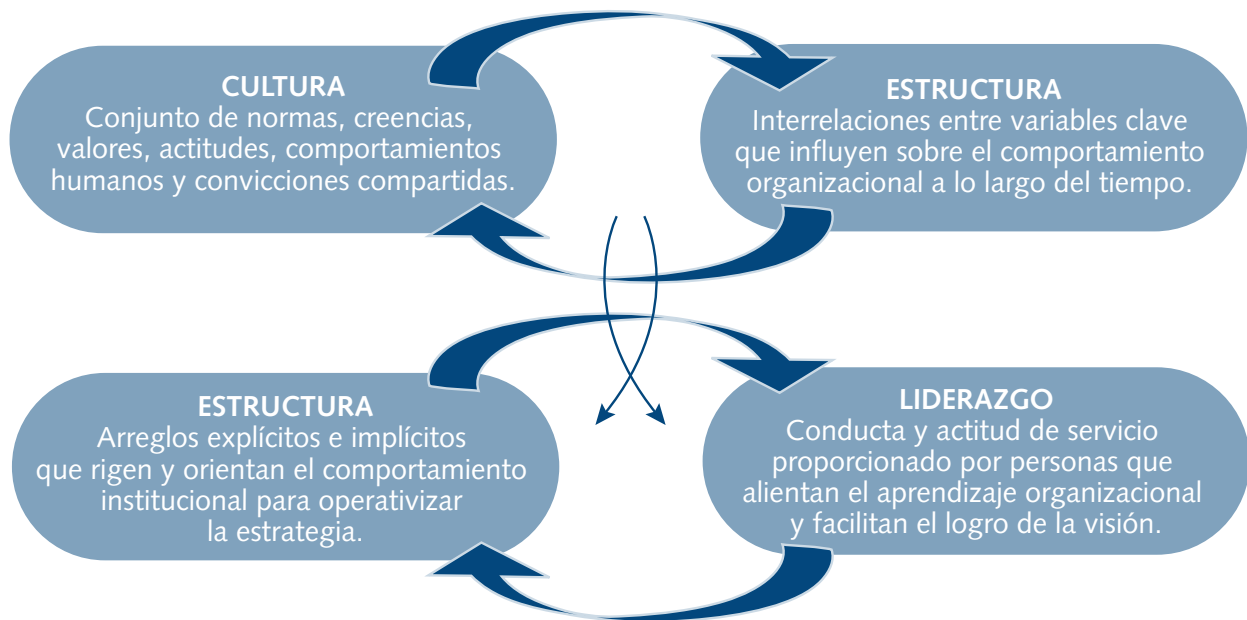 CULTURA
Conjunto de normas, creencias,
valores, actitudes, comportamientos
humanos y convicciones compartidas.
ESTRUCTURA
Interrelaciones entre variables clave
que influyen sobre el comportamiento
organizacional a lo largo del tiempo.
ESTRUCTURA
Arreglos explícitos e implícitos
que rigen y orientan el comportamiento
institucional para operativizar
la estrategia.
LIDERAZGO
Conducta y actitud de servicio
proporcionado por personas que
alientan el aprendizaje organizacional
y facilitan el logro de la visión.